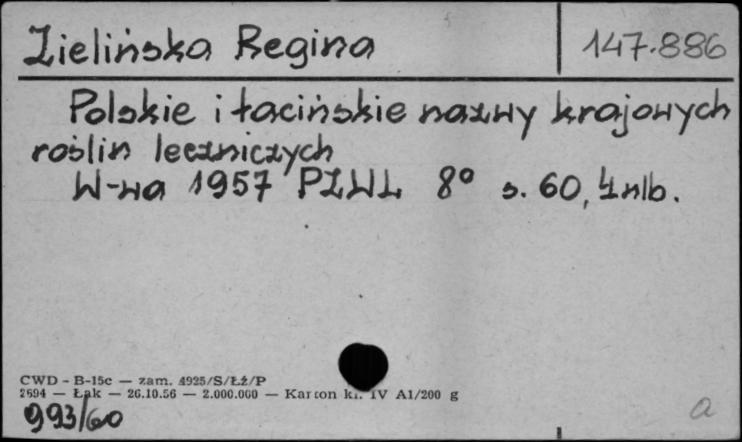 Zielińska Regina
147.886
Polskie i łacińskie nazwy krajowych
roślin leczniczych
W-wa 1957 PZWL 8° s. 60, 4 nlb.
CWD - B-15c — zam. 4925/S/Łź/P
2694 — Łąk — 26.10.56 — 2.000.000 — Karton kl. IV A1/200 g
993/60
a